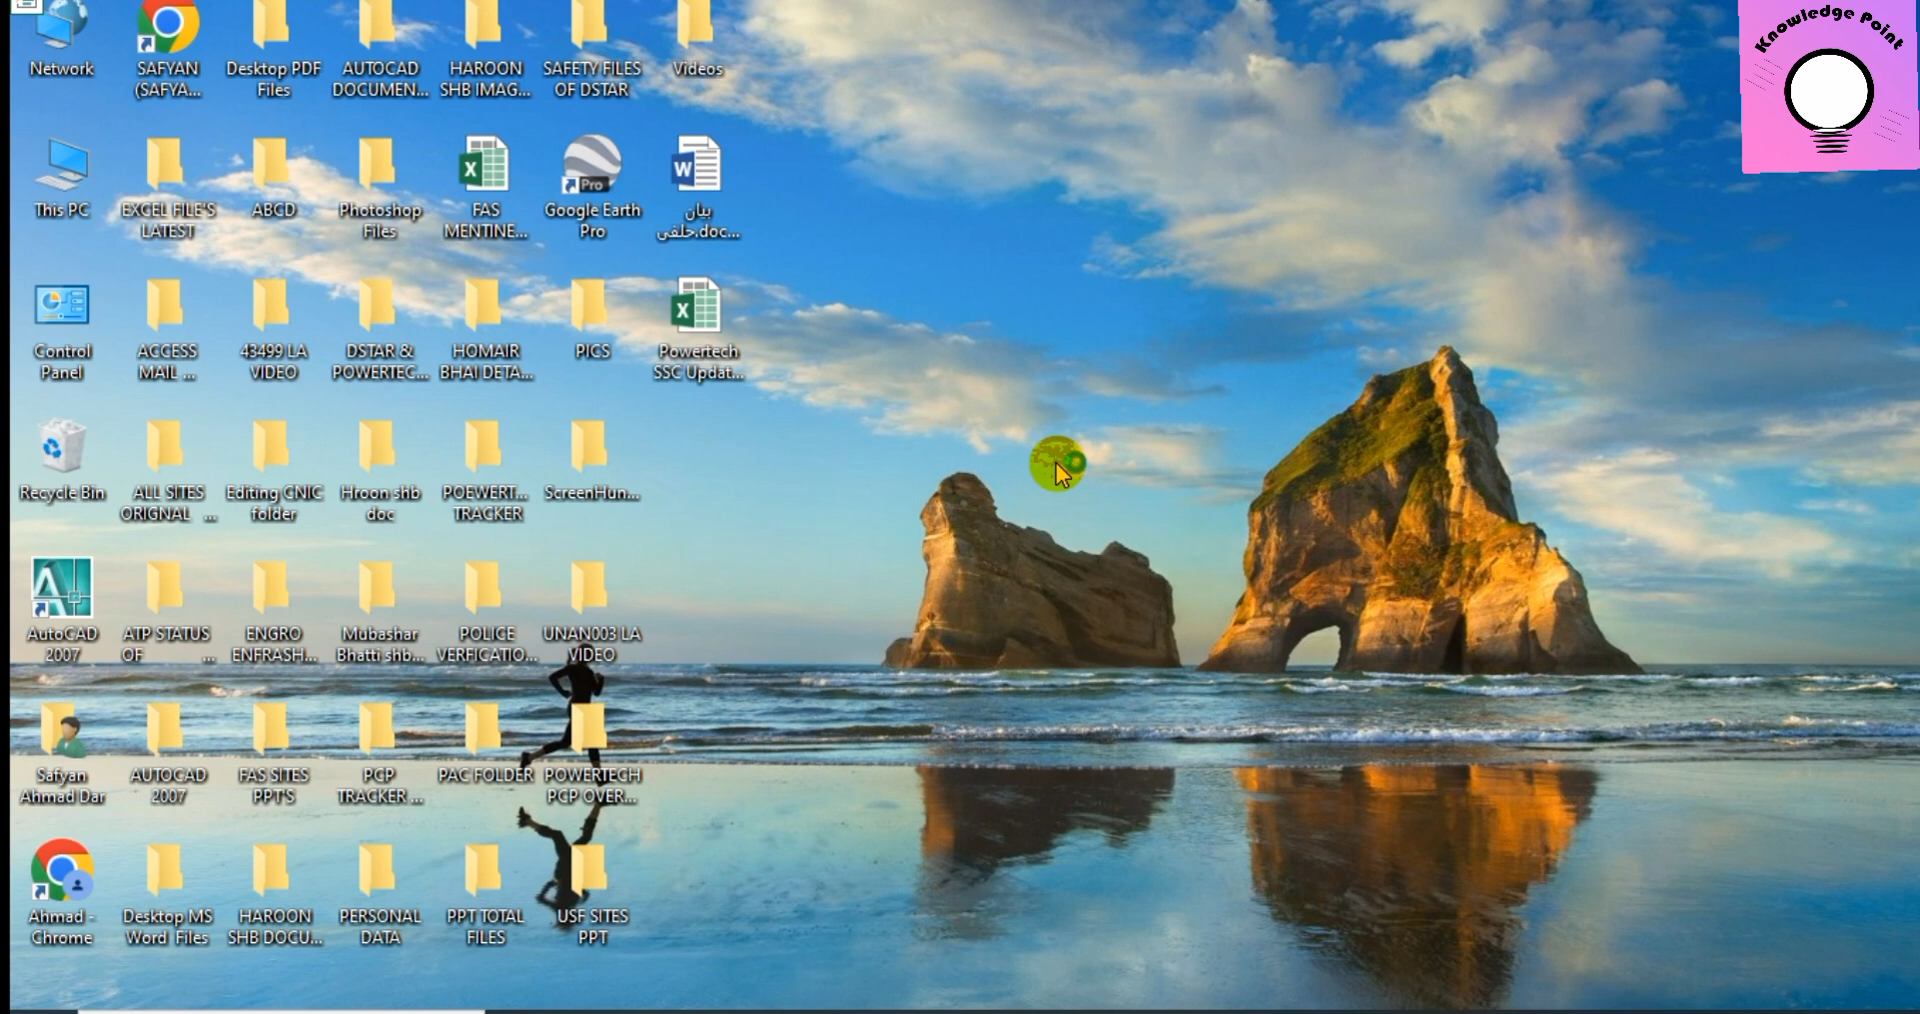 Network
SAFYAN
(SAFYA...
Desktop PDF
Files
AUTOCAD
DOCUMEN...
HAROON
SHB IMAG...
SAFETY FILES
OF DSTAR
Videos
Knowledge Point
This PC
EXCEL FILE'S
LATEST
ABCD
Photoshop
Files
FAS
MENTINE...
Pro
Google Earth
Pro
بيان
حلفى.doc...
Control
Panel
ACCESS
MAIL ...
43499 LA
VIDEO
DSTAR &
POWERTEC...
HOMAIR
BHAI DETA...
PICS
Powertech
SSC Updat...
Recycle Bin
ALL SITES
ORIGNAL ...
Editing CNIC
folder
Hroon shb
doc
POEWERT...
TRACKER
ScreenHun...
AutoCAD
2007
ATP STATUS
OF ...
ENGRO
ENFRASH...
Mubashar
Bhatti shb...
POLICE
VERFICATIO...
UNAN003 LA
VIDEO
Safyan
Ahmad Dar
AUTOCAD
2007
FAS SITES
PPT'S
PCP
TRACKER ...
PAC FOLDER
POWERTECH
PCP OVER...
Ahmad -
Chrome
Desktop MS
Word Files
HAROON
SHB DOCU...
PERSONAL
DATA
PPT TOTAL
FILES
USF SITES
PPT